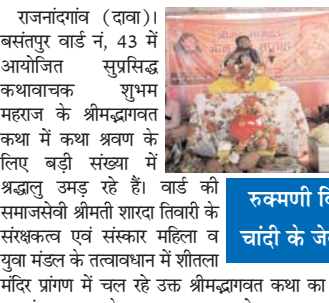 राजनांदगांव (दावा)।
बसंतपुर वार्ड नं, 43 में
आयोजित सुप्रसिद्ध
कथावाचक शुभम
महराज के श्रीमद्भागवत
कथा में कथा श्रवण के
लिए बड़ी संख्या में
श्रद्धालु उमड़ रहे हैं। वार्ड की
समाजसेवी श्रीमती शारदा तिवारी के
संरक्षकत्व एवं संस्कार महिला व
युवा मंडल के तत्वावधान में शीतला
मंदिर प्रांगण में चल रहे उक्त श्रीमद्भागवत कथा का
रुक्मणी
चांदी के